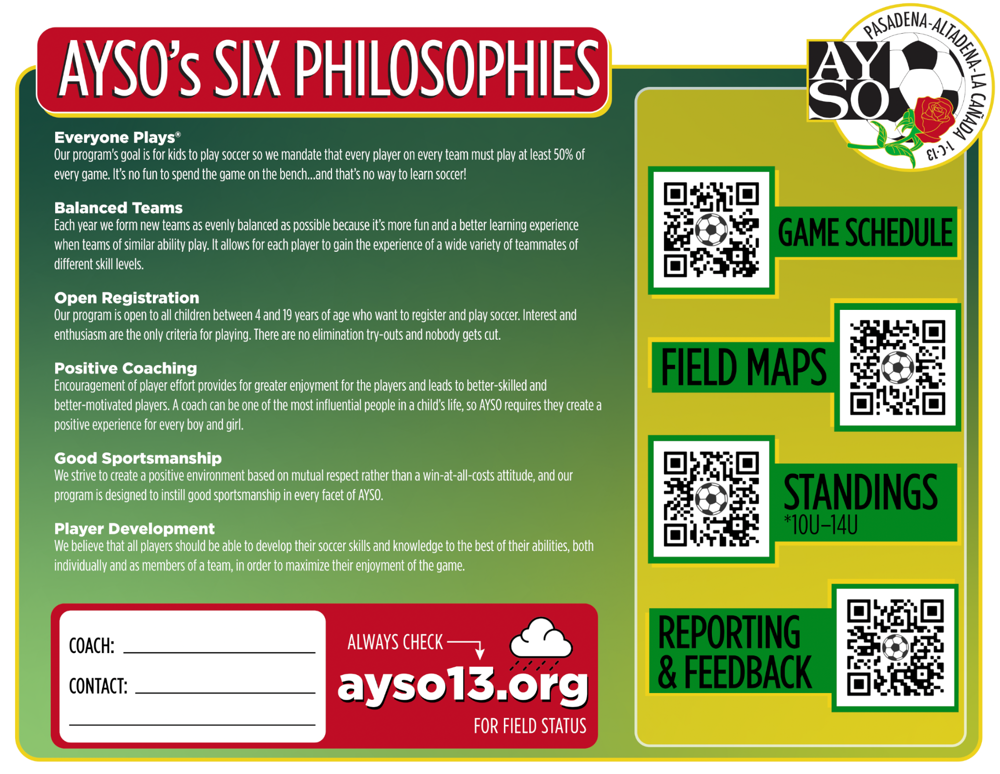 AYSO's SIX PHILOSOPHIES
PASADENA-ALTADENA-LA CAÑADA 1·C·13
AY
SO
Everyone Plays®
Our program's goal is for kids to play soccer so we mandate that every player on every team must play at least 50% of
every game. It's no fun to spend the game on the bench...and that's no way to learn soccer!
Balanced Teams
Each year we form new teams as evenly balanced as possible because it's more fun and a better learning experience
when teams of similar ability play. It allows for each player to gain the experience of a wide variety of teammates of
different skill levels.
Open Registration
Our program is open to all children between 4 and 19 years of age who want to register and play soccer. Interest and
enthusiasm are the only criteria for playing. There are no elimination try-outs and nobody gets cut.
Positive Coaching
Encouragement of player effort provides for greater enjoyment for the players and leads to better-skilled and
better-motivated players. A coach can be one of the most influential people in a child's life, so AYSO requires they create a
positive experience for every boy and girl.
Good Sportsmanship
We strive to create a positive environment based on mutual respect rather than a win-at-all-costs attitude, and our
program is designed to instill good sportsmanship in every facet of AYSO.
Player Development
We believe that all players should be able to develop their soccer skills and knowledge to the best of their abilities, both
individually and as members of a team, in order to maximize their enjoyment of the game.
COACH:
CONTACT:
ALWAYS CHECK
ayso13.org
FOR FIELD STATUS
GAME SCHEDULE
FIELD MAPS
STANDINGS
*10U–14U
REPORTING
& FEEDBACK